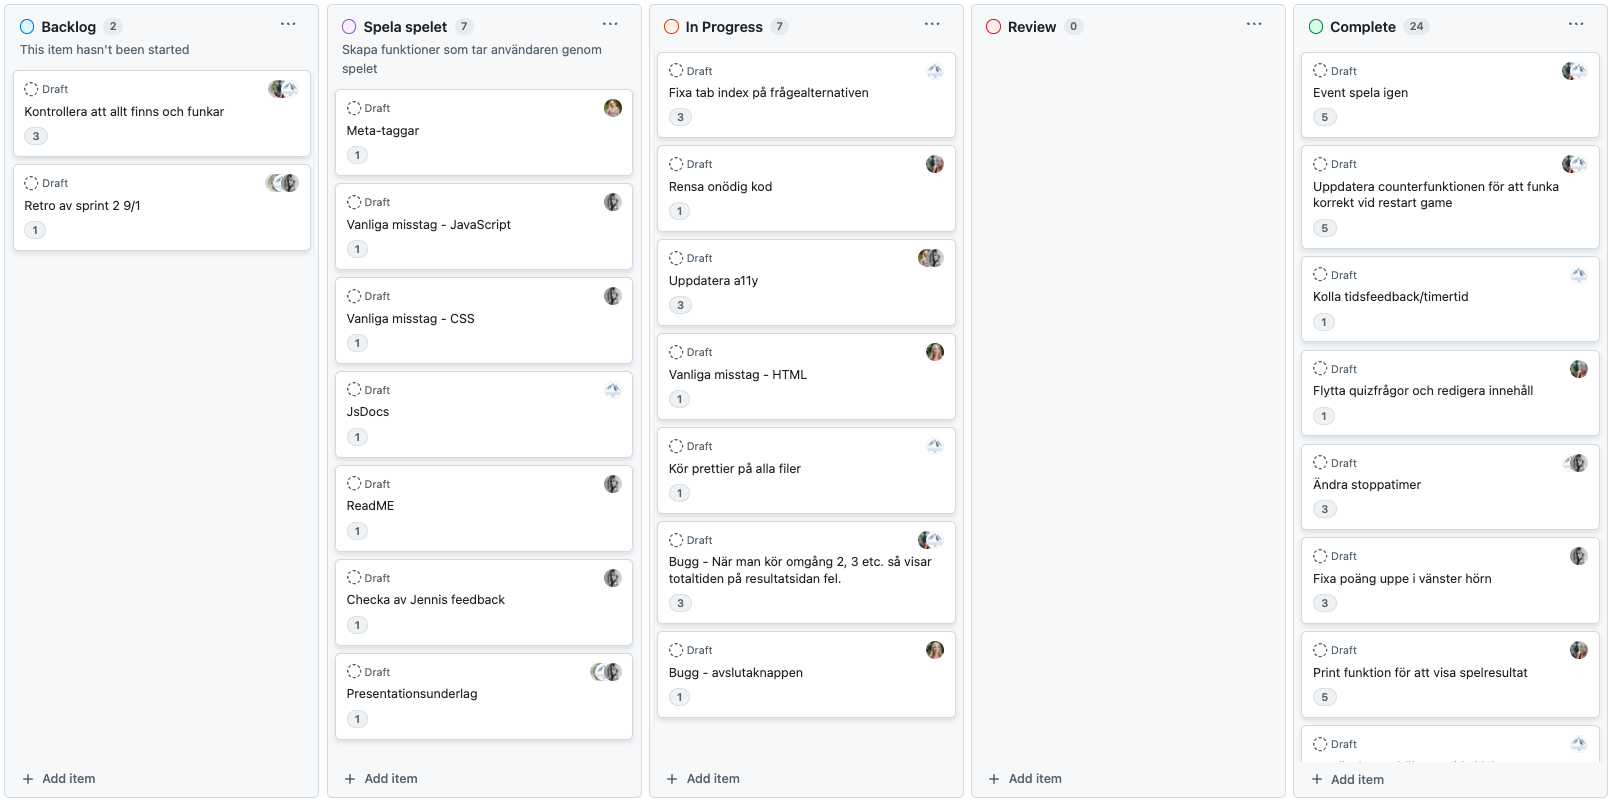 Backlog 2 ...
This item hasn't been started
Draft
Kontrollera att allt finns och funkar
3
Draft
Retro av sprint 2 9/1
1
+ Add item
Spela spelet 7 ...
Skapa funktioner som tar användaren genom
spelet
Draft
Meta-taggar
1
Draft
Vanliga misstag - JavaScript
1
Draft
Vanliga misstag - CSS
1
Draft
JsDocs
1
Draft
ReadME
1
Draft
Checka av Jennis feedback
1
Draft
Presentationsunderlag
1
+ Add item
In Progress 7 ...
Draft
Fixa tab index på frågealternativen
3
Draft
Rensa onödig kod
1
Draft
Uppdatera a11y
3
Draft
Vanliga misstag - HTML
1
Draft
Kör prettier på alla filer
1
Draft
Bugg - När man kör omgång 2, 3 etc. så visar
totaltiden på resultatsidan fel.
3
Draft
Bugg - avslutaknappen
1
+ Add item
Review 0 ...
+ Add item
Complete 24 ...
Draft
Event spela igen
5
Draft
Uppdatera counterfunktionen för att funka
korrekt vid restart game
5
Draft
Kolla tidsfeedback/timertid
1
Draft
Flytta quizfrågor och redigera innehåll
1
Draft
Ändra stoppatimer
3
Draft
Fixa poäng uppe i vänster hörn
3
Draft
Print funktion för att visa spelresultat
5
Draft
+ Add item